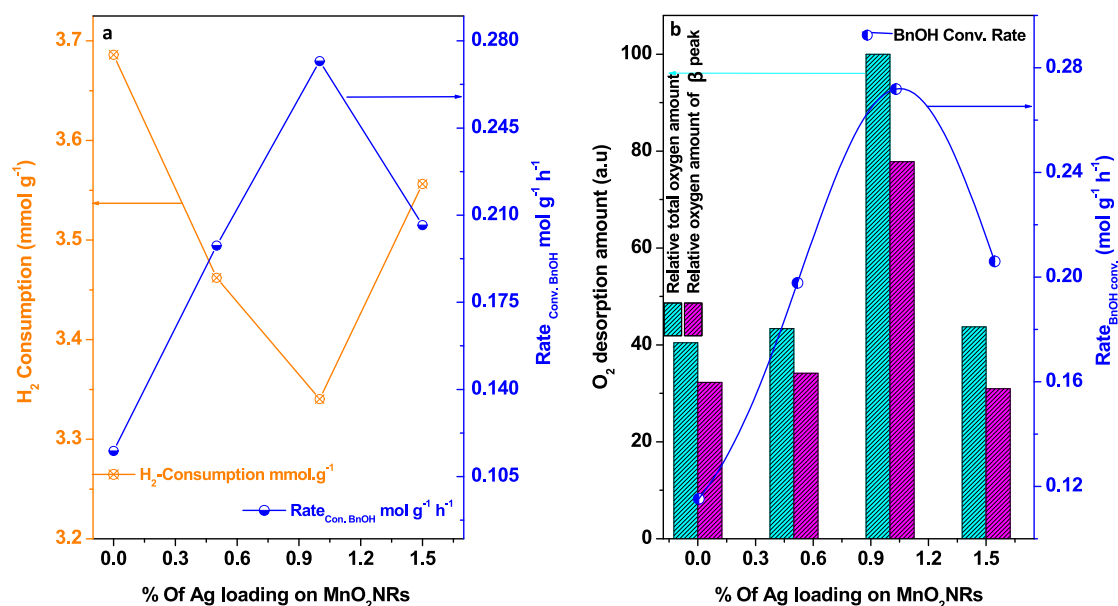 a
3.7
3.6
3.5
3.4
3.3
3.2
H2 Consumption (mmol g-1)
0.0
0.3
0.6
0.9
1.2
1.5
% Of Ag loading on MnO2NRs
0.280
0.245
0.210
0.175
0.140
0.105
Rate Conv. BnOH mol g-1 h-1
H2-Consumption mmol.g-1
RateCon. BnOH mol g-1 h-1
b
BnOH Conv. Rate
100
80
60
40
20
0
O2 desorption amount (a.u)
Relative total oxygen amount
Relative oxygen amount of β peak
0.0
0.3
0.6
0.9
1.2
1.5
% Of Ag loading on MnO2NRs
0.28
0.24
0.20
0.16
0.12
RateBnOH conv. (mol g-1 h-1)